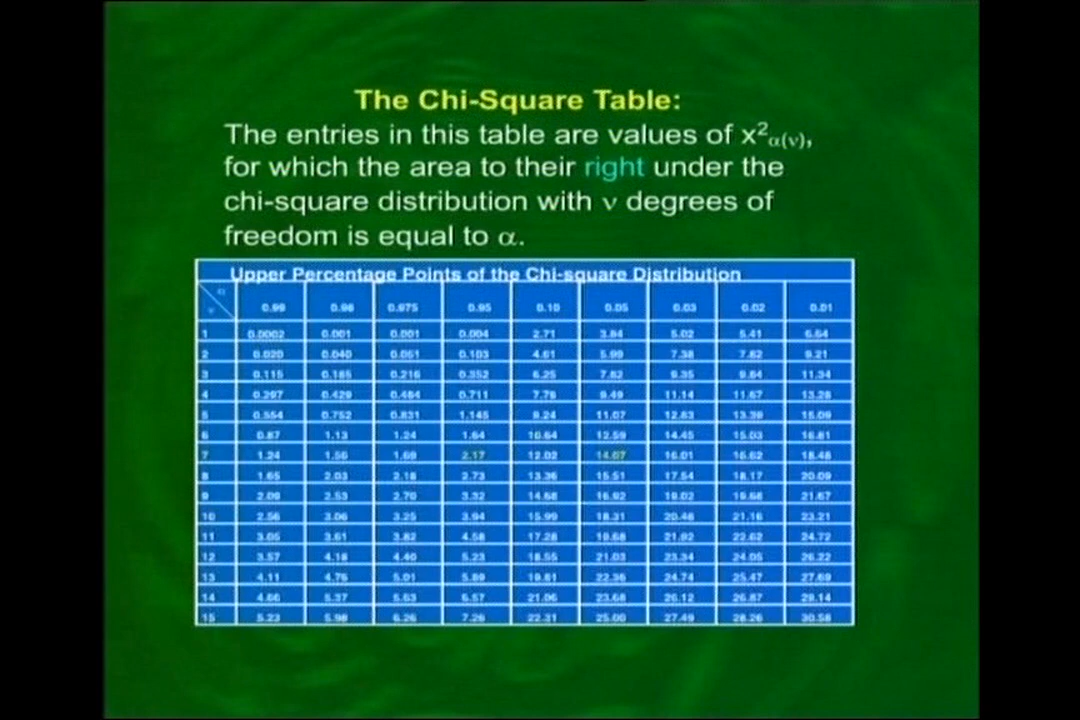 The Chi-Square Table:
The entries in this table are values of x²α(ν),
for which the area to their right under the
chi-square distribution with ν degrees of
freedom is equal to α.
Upper Percentage Points of the Chi-square Distribution
α 0.99 0.98 0.975 0.95 0.10 0.05 0.03 0.02 0.01
ν
1 0.0002 0.001 0.001 0.004 2.71 3.84 5.02 5.41 6.64
2 0.020 0.040 0.051 0.103 4.61 5.99 7.38 7.82 9.21
3 0.115 0.185 0.216 0.352 6.25 7.82 9.35 9.84 11.34
4 0.297 0.429 0.484 0.711 7.78 9.49 11.14 11.67 13.28
5 0.554 0.752 0.831 1.145 9.24 11.07 12.83 13.39 15.09
6 0.87 1.13 1.24 1.64 10.64 12.59 14.45 15.03 16.81
7 1.24 1.56 1.69 2.17 12.02 14.07 16.01 16.62 18.48
8 1.65 2.03 2.18 2.73 13.36 15.51 17.54 18.17 20.09
9 2.09 2.53 2.70 3.32 14.68 16.92 19.02 19.68 21.67
10 2.56 3.06 3.25 3.94 15.99 18.31 20.48 21.16 23.21
11 3.05 3.61 3.82 4.58 17.28 19.68 21.92 22.62 24.72
12 3.57 4.18 4.40 5.23 18.55 21.03 23.34 24.05 26.22
13 4.11 4.76 5.01 5.89 19.81 22.36 24.74 25.47 27.69
14 4.66 5.37 5.63 6.57 21.06 23.68 26.12 26.87 29.14
15 5.23 5.98 6.26 7.26 22.31 25.00 27.49 28.26 30.58